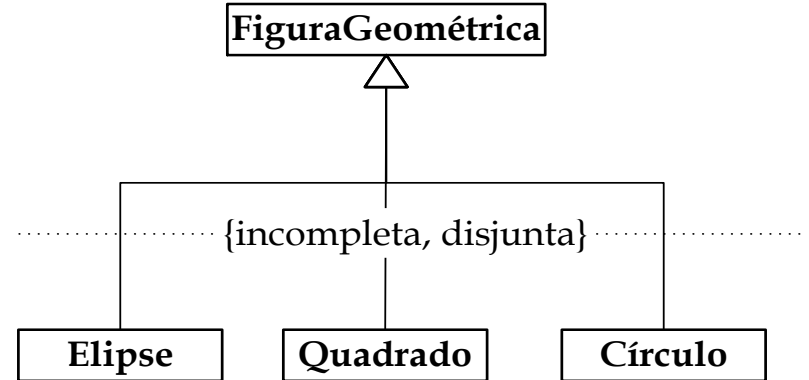 FiguraGeométrica
{incompleta, disjunta}
Elipse
Quadrado
Círculo